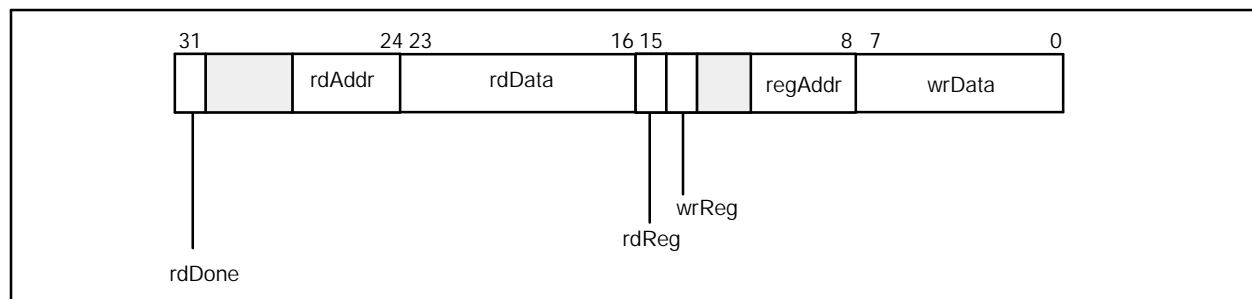 31 24 23 16 15 8 7 0
rdAddr rdData regAddr wrData
wrReg
rdReg
rdDone